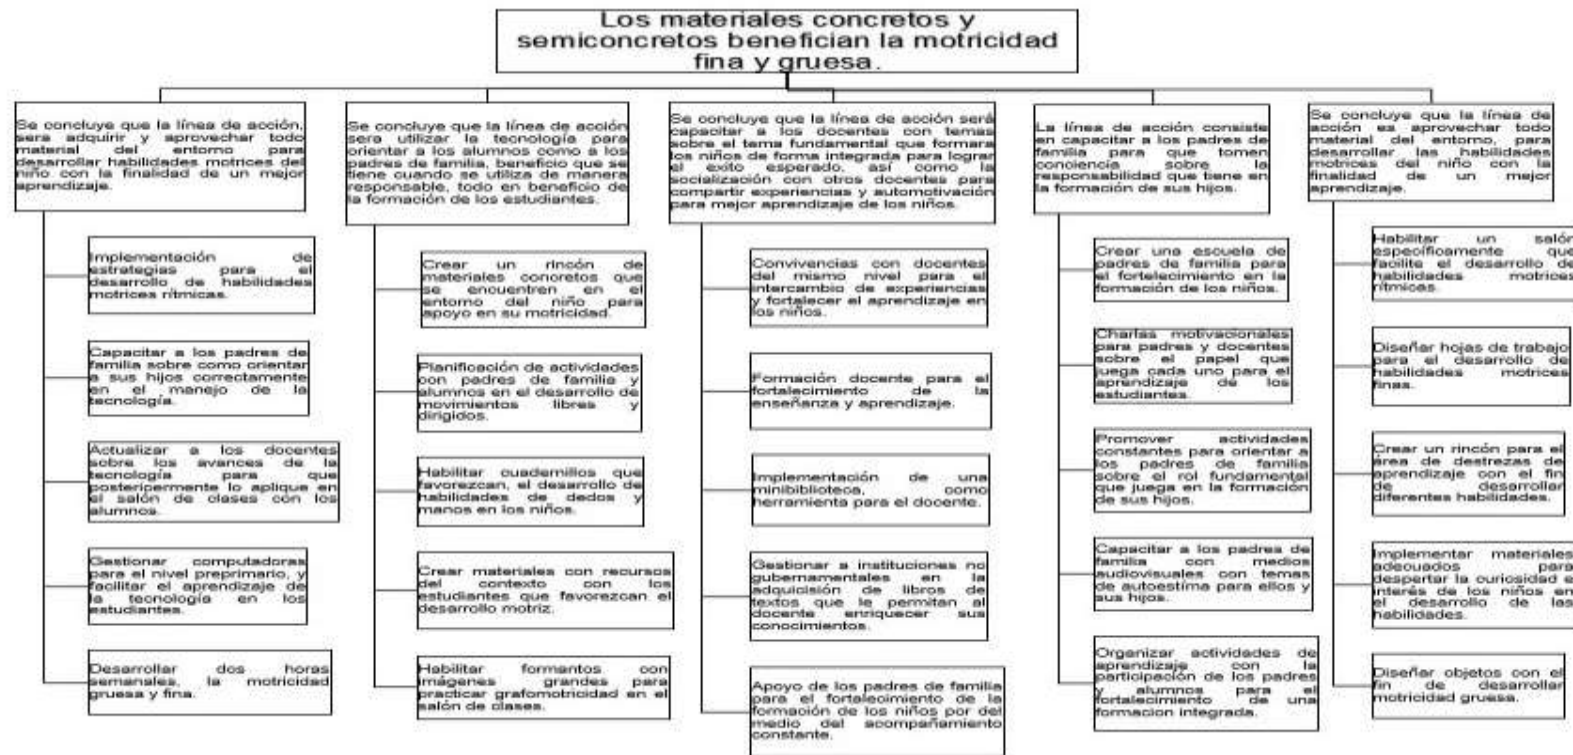 Los materiales concretos y
semiconcretos benefician la motricidad
fina y gruesa.
Se concluye que la línea de acción,
sera adquirir y aprovechar todo
material del entorno para
desarrollar habilidades motrices del
niño con la finalidad de un mejor
aprendizaje.
Implementación de
estrategias para el
desarrollo de habilidades
motrices rítmicas.
Capacitar a los padres de
familia sobre como orientar
a sus hijos correctamente
en el manejo de la
tecnología.
Actualizar a los docentes
sobre los avances de la
tecnología para que
posteripermente lo aplique en
el salón de clases con los
alumnos.
Gestionar computadoras
para el nivel preprimario, y
facilitar el aprendizaje de
la tecnología en los
estudiantes.
Desarrollar dos horas
semanales, la motricidad
gruesa y fina.
Se concluye que la línea de acción
sera utilizar la tecnología para
orientar a los alumnos como a los
padres de familia, beneficio que se
tiene cuando se utiliza de manera
responsable, todo en beneficio de
la formación de los estudiantes.
Crear un rincón de
materiales concretos que
se encuentren en el
entorno del niño para
apoyo en su motricidad.
Planificación de actividades
con padres de familia y
alumnos en el desarrollo de
movimientos libres y
dirigidos.
Habilitar cuadernillos que
favorezcan, el desarrollo de
habilidades de dedos y
manos en los niños.
Crear materiales con recursos
del contexto con los
estudiantes que favorezcan el
desarrollo motriz.
Habilitar formantos con
imágenes grandes para
practicar grafomotricidad en el
salón de clases.
Se concluye que la línea de acción será
capacitar a los docentes con temas
sobre el tema fundamental que formara
los niños de forma integrada para lograr
el exito esperado, así como la
socialización con otros docentes para
compartir experiencias y automotivación
para mejor aprendizaje de los niños.
Convivencias con docentes
del mismo nivel para el
intercambio de experiencias
y fortalecer el aprendizaje en
los niños.
Formación docente para el
fortalecimiento de la
enseñanza y aprendizaje.
Implementación de una
minibiblioteca, como
herramienta para el docente.
Gestionar a instituciones no
gubernamentales en la
adquisición de libros de
textos que le permitan al
docente enriquecer sus
conocimientos.
Apoyo de los padres de familia
para el fortalecimiento de la
formación de los niños por del
medio del acompañamiento
constante.
La línea de acción consiste
en capacitar a los padres de
familia para que tomen
conciencia sobre la
responsabilidad que tiene en
la formación de sus hijos.
Crear una escuela de
padres de familia para
el fortelecimiento en la
formación de los niños.
Charlas motivacionales
para padres y docentes
sobre el papel que
juega cada uno para el
aprendizaje de los
estudiantes.
Promover actividades
constantes para orientar a
los padres de familia
sobre el rol fundamental
que juega en la formación
de sus hijos.
Capacitar a los padres de
familia con medios
audiovisuales con temas
de autoestíma para ellos y
sus hijos.
Organizar actividades de
aprendizaje con la
participación de los padres
y alumnos para el
fortalecimiento de una
formacion integrada.
Se concluye que la línea de
acción es aprovechar todo
material del entorno, para
desarrollar las habilidades
motrices del niño con la
finalidad de un mejor
aprendizaje.
Habilitar un salón
específicamente que
facilite el desarrollo de
habilidades motrices
rítmicas.
Diseñar hojas de trabajo
para el desarrollo de
habilidades motrices
finas.
Crear un rincón para el
área de destrezas de
aprendizaje con el fin
de desarrollar
diferentes habilidades.
Implementar materiales
adecuados para
despertar la curiosidad e
interés de los niños en
el desarrollo de las
habilidades.
Diseñar objetos con el
fin de desarrollar
motricidad gruesa.